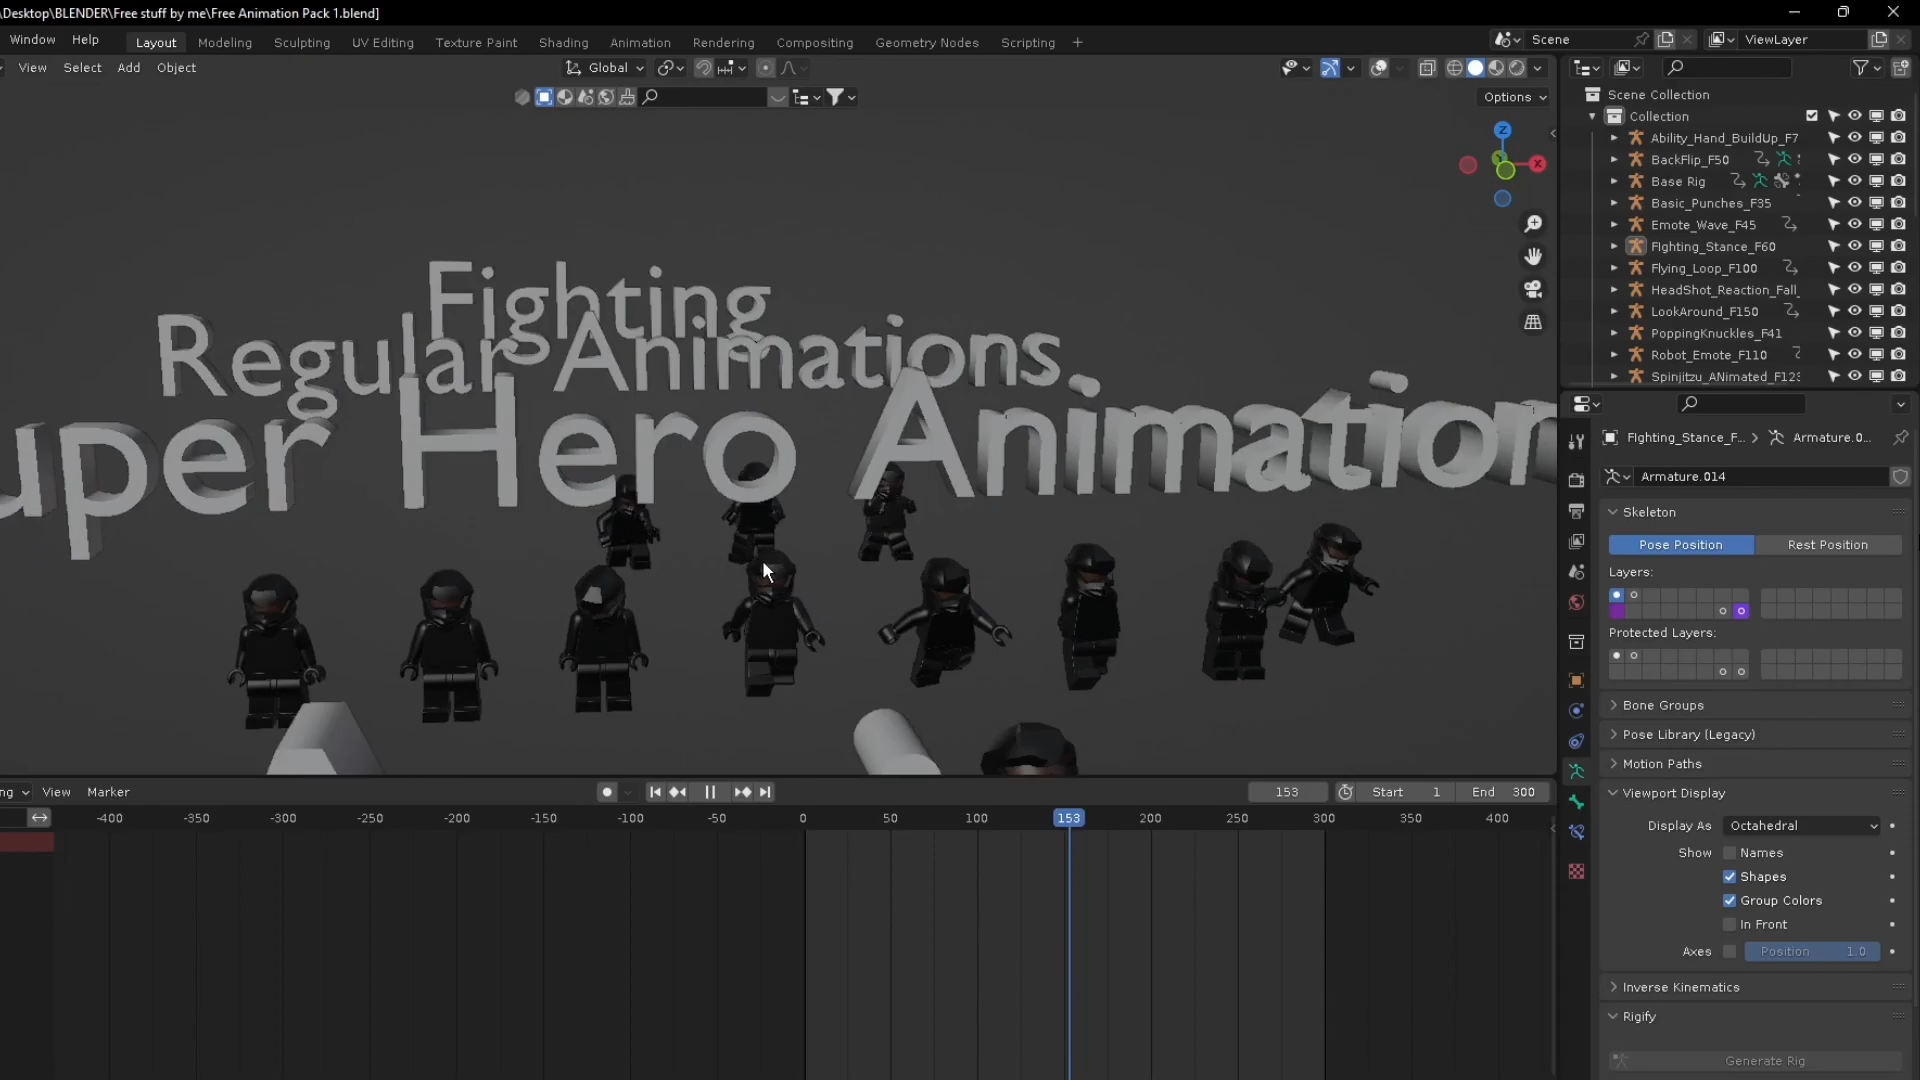 \Desktop\BLENDER\Free stuff by me\Free Animation Pack 1.blend]
Window Help Layout Modeling Sculpting UV Editing Texture Paint Shading Animation Rendering Compositing Geometry Nodes Scripting + Scene ViewLayer
View Select Add Object Global
Options
Z
X
Fighting
Regular Animations
uper Hero Animation
Scene Collection
Collection
Ability_Hand_BuildUp_F7
BackFlip_F50
Base Rig
Basic_Punches_F35
Emote_Wave_F45
FIghting_Stance_F60
Flying_Loop_F100
HeadShot_Reaction_Fall_
LookAround_F150
PoppingKnuckles_F41
Robot_Emote_F110
Spinjitzu_ANimated_F123
FIghting_Stance_F... Armature.0...
Armature.014
Skeleton
Pose Position Rest Position
Layers:
Protected Layers:
Bone Groups
Pose Library (Legacy)
Motion Paths
Viewport Display
Display As Octahedral
Show Names
Shapes
Group Colors
In Front
Axes Position 1.0
Inverse Kinematics
Rigify
Generate Rig
ng View Marker 153 Start 1 End 300
-400 -350 -300 -250 -200 -150 -100 -50 0 50 100 153 200 250 300 350 400